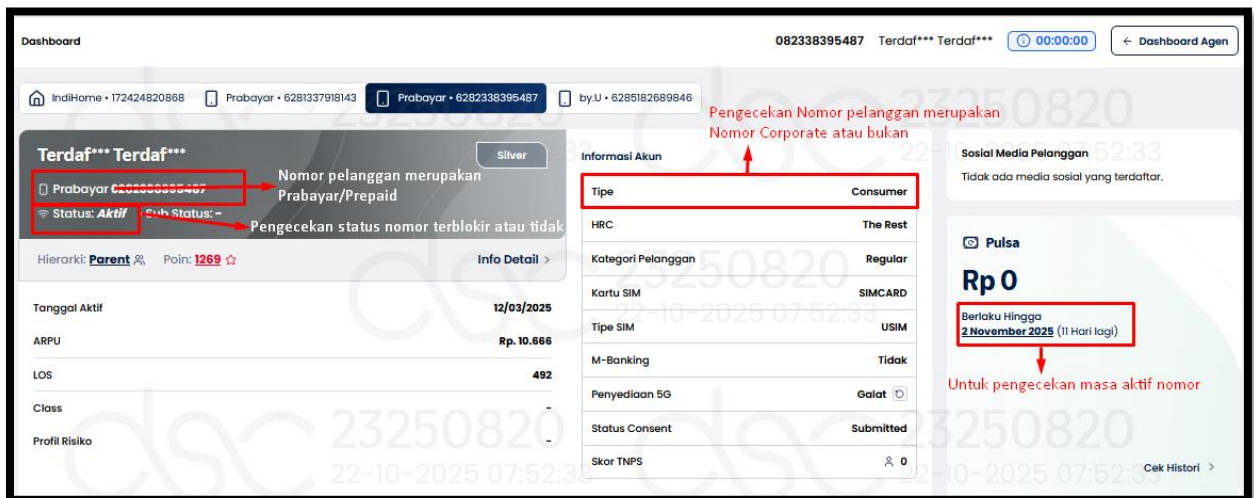 Dashboard
082338395487 Terdaf*** Terdaf*** 00:00:00 ← Dashboard Agen
IndiHome • 172424820868 Prabayar • 6281337918143 Prabayar • 6282338395487 by.U • 6285182689846
Pengecekan Nomor pelanggan merupakan
Nomor Corporate atau bukan
Terdaf*** Terdaf***
Silver
Prabayar 6282338395487
Nomor pelanggan merupakan
Prabayar/Prepaid
Status: Aktif Sub Status: -
Pengecekan status nomor terblokir atau tidak
Hierarki: Parent Poin: 1269
Info Detail >
Tanggal Aktif 12/03/2025
ARPU Rp. 10.666
LOS 492
Class -
Profil Risiko -
Informasi Akun
Tipe Consumer
HRC The Rest
Kategori Pelanggan Regular
Kartu SIM SIMCARD
Tipe SIM USIM
M-Banking Tidak
Penyediaan 5G Galat
Status Consent Submitted
Skor TNPS 0
Sosial Media Pelanggan
Tidak ada media sosial yang terdaftar.
Pulsa
Rp 0
Berlaku Hingga
2 November 2025 (11 Hari lagi)
Untuk pengecekan masa aktif nomor
Cek Histori >
dsc 23250820
22-10-2025 07:52:33